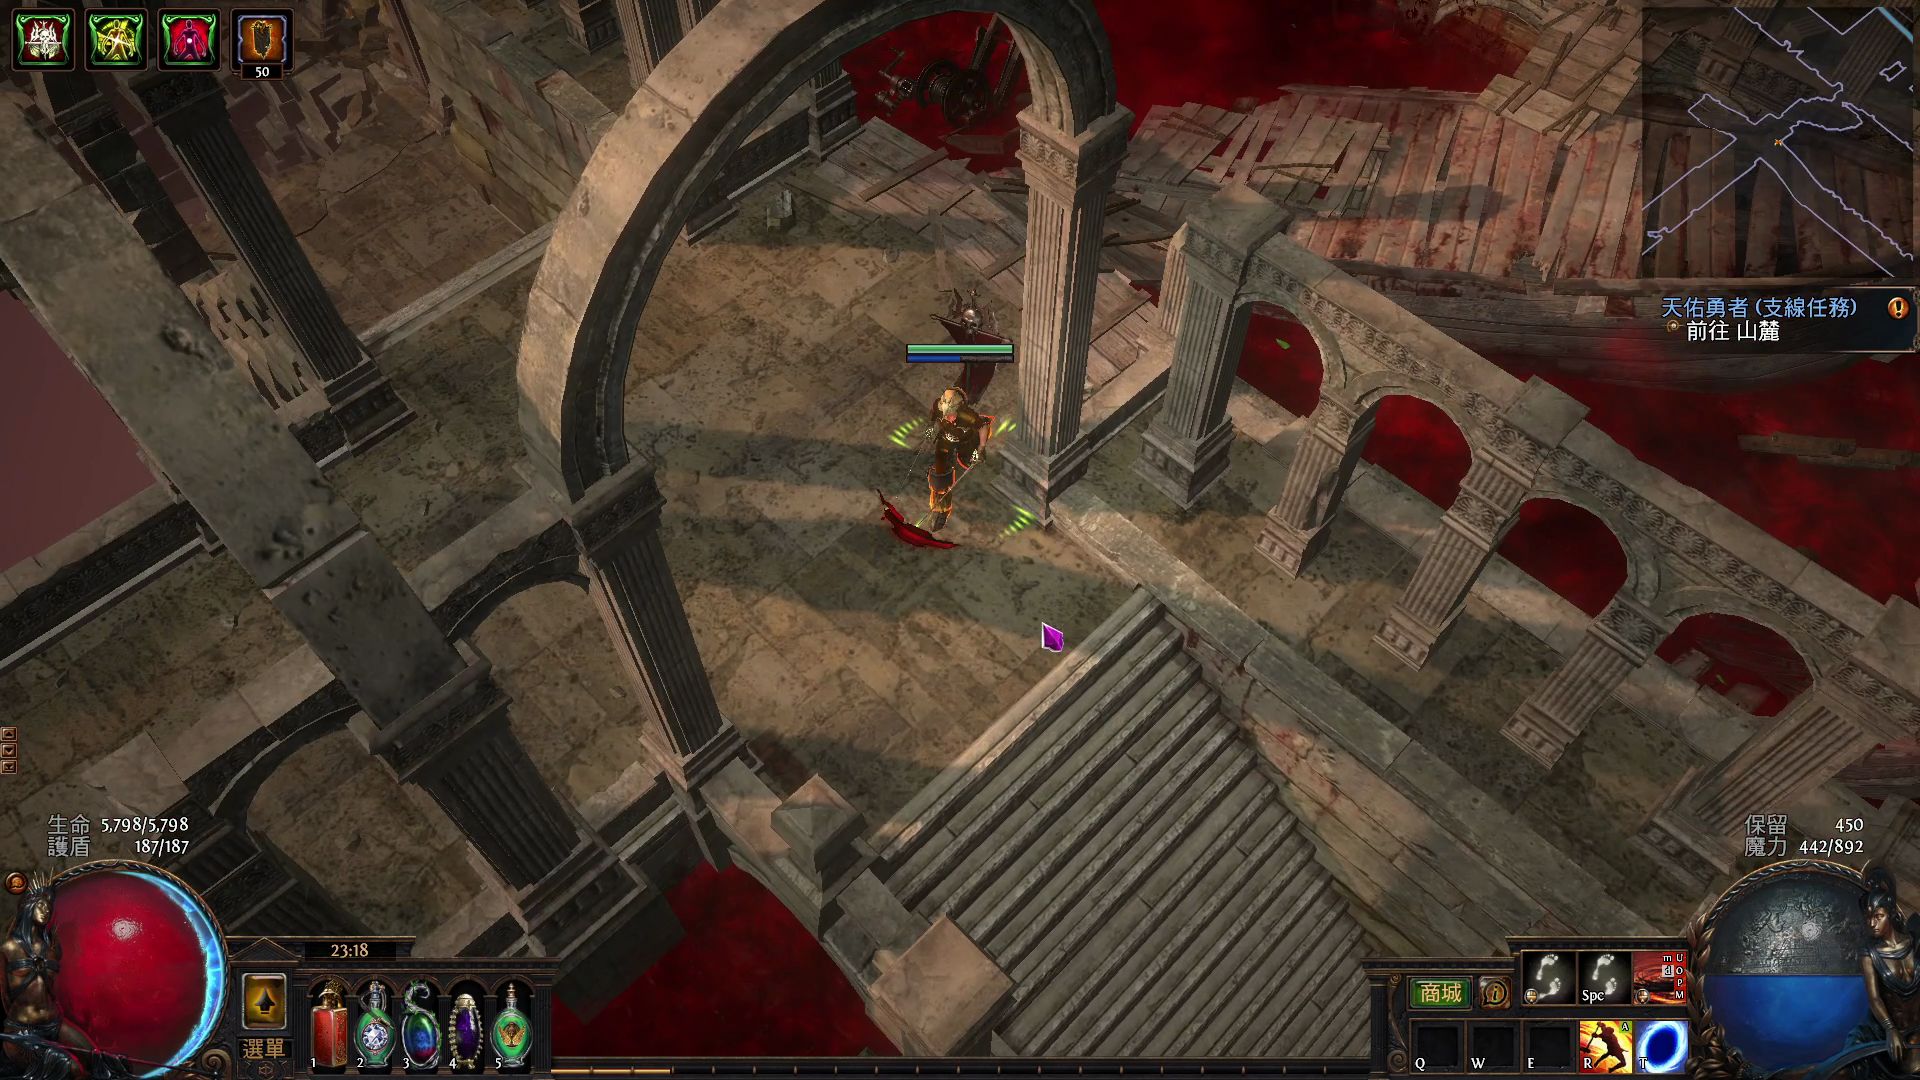 50
天佑勇者 (支線任務)
前往 山麓
生命 5,798/5,798
護盾 187/187
保留 450
魔力 442/892
23:18
選單
1 2 3 4 5
商城
Spc
m U
d O
P
M
A
Q W E R T